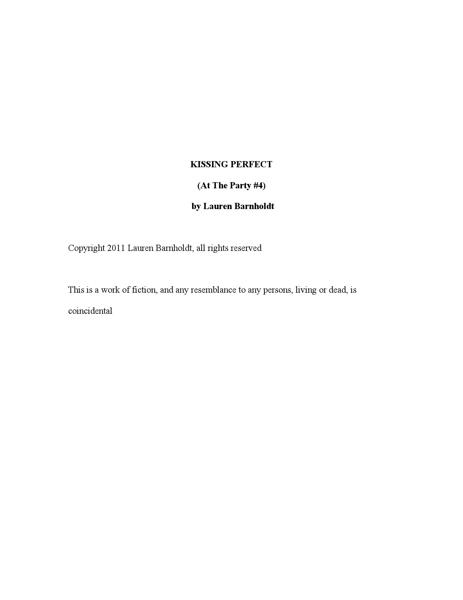 KISSING PERFECT
(At The Party #4)
by Lauren Barnholdt
Copyright 2011 Lauren Barnholdt, all rights reserved
This is a work of fiction, and any resemblance to any persons, living or dead, is
coincidental